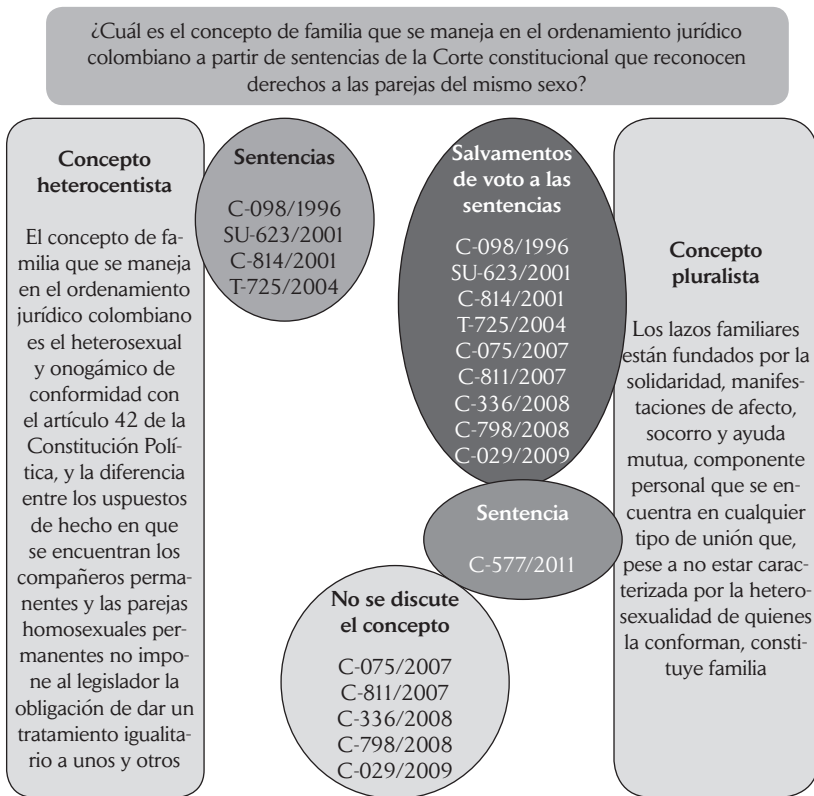 ¿Cuál es el concepto de familia que se maneja en el ordenamiento jurídico
colombiano a partir de sentencias de la Corte constitucional que reconocen
derechos a las parejas del mismo sexo?
Concepto
heterocentista
El concepto de fa-
milia que se maneja
en el ordenamiento
jurídico colombiano
es el heterosexual
y onogámico de
conformidad con
el artículo 42 de la
Constitución Polí-
tica, y la diferencia
entre los uspuestos
de hecho en que
se encuentran los
compañeros perma-
nentes y las parejas
homosexuales per-
manentes no impo-
ne al legislador la
obligación de dar un
tratamiento igualita-
rio a unos y otros
Sentencias
C-098/1996
SU-623/2001
C-814/2001
T-725/2004
Salvamentos
de voto a las
sentencias
C-098/1996
SU-623/2001
C-814/2001
T-725/2004
C-075/2007
C-811/2007
C-336/2008
C-798/2008
C-029/2009
Sentencia
C-577/2011
No se discute
el concepto
C-075/2007
C-811/2007
C-336/2008
C-798/2008
C-029/2009
Concepto
pluralista
Los lazos familiares
están fundados por la
solidaridad, manifes-
taciones de afecto,
socorro y ayuda
mutua, componente
personal que se en-
cuentra en cualquier
tipo de unión que,
pese a no estar carac-
terizada por la hetero-
sexualidad de quienes
la conforman, consti-
tuye familia